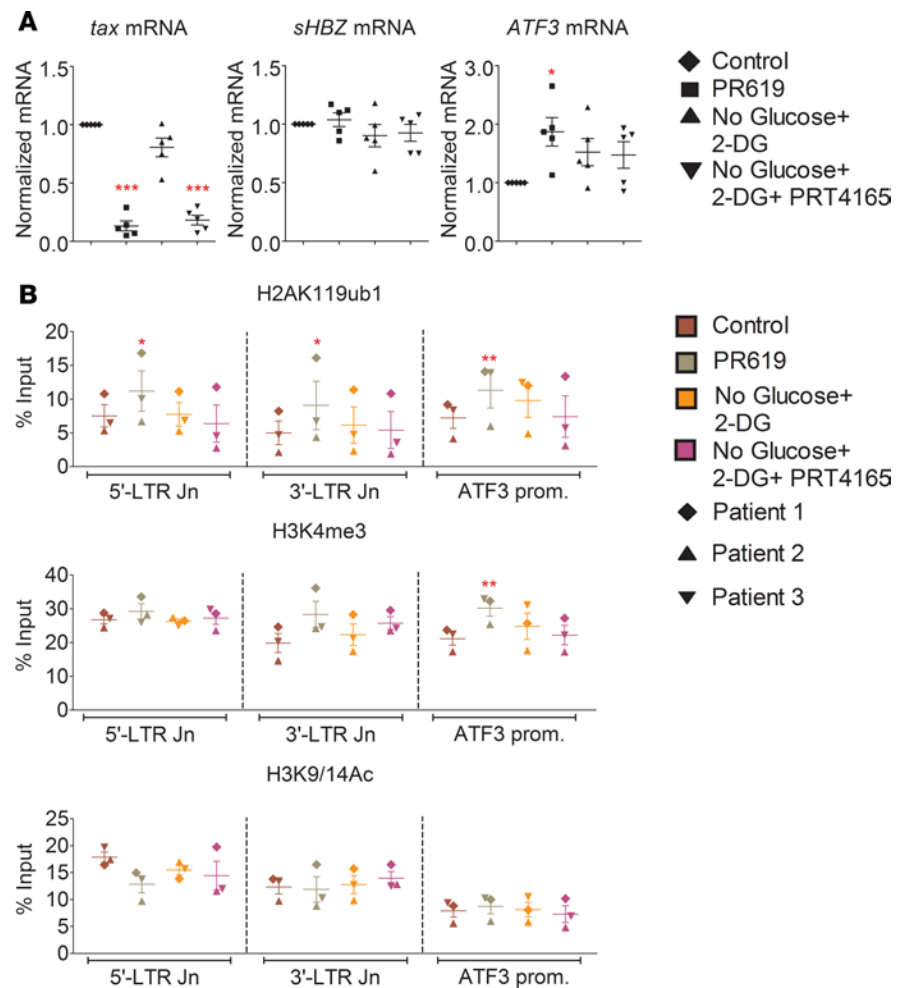 A
tax mRNA
sHBZ mRNA
ATF3 mRNA
Normalized mRNA
1.5
1.0
0.5
0.0
***
***
Normalized mRNA
1.5
1.0
0.5
0.0
Normalized mRNA
3.0
2.0
1.0
0.0
*
Control
PR619
No Glucose+
2-DG
No Glucose+
2-DG+ PRT4165
B
H2AK119ub1
% Input
20
15
10
5
0
*
*
**
5'-LTR Jn
3'-LTR Jn
ATF3 prom.
Control
PR619
No Glucose+
2-DG
No Glucose+
2-DG+ PRT4165
Patient 1
Patient 2
Patient 3
H3K4me3
% Input
40
30
20
10
0
**
5'-LTR Jn
3'-LTR Jn
ATF3 prom.
H3K9/14Ac
% Input
25
20
15
10
5
0
5'-LTR Jn
3'-LTR Jn
ATF3 prom.